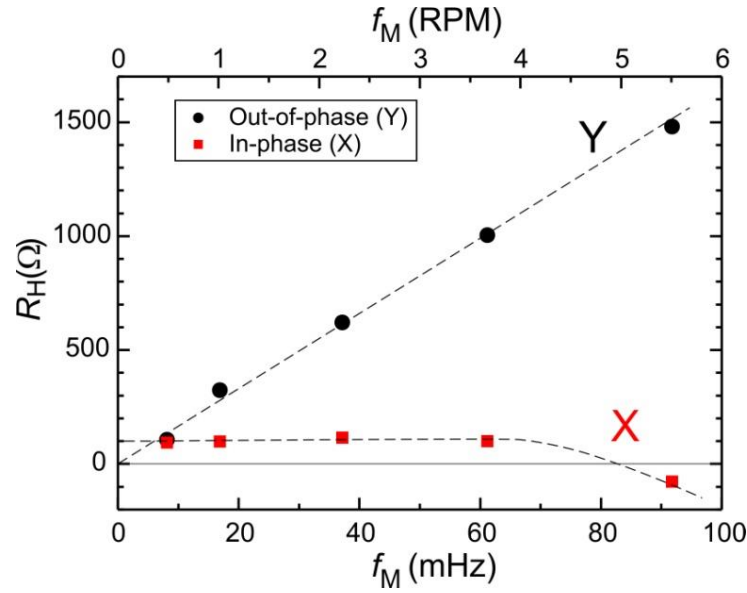 f_M (RPM)
0 1 2 3 4 5 6
Out-of-phase (Y)
In-phase (X)
Y
X
R_H(Ω)
1500
1000
500
0
0 20 40 60 80 100
f_M (mHz)